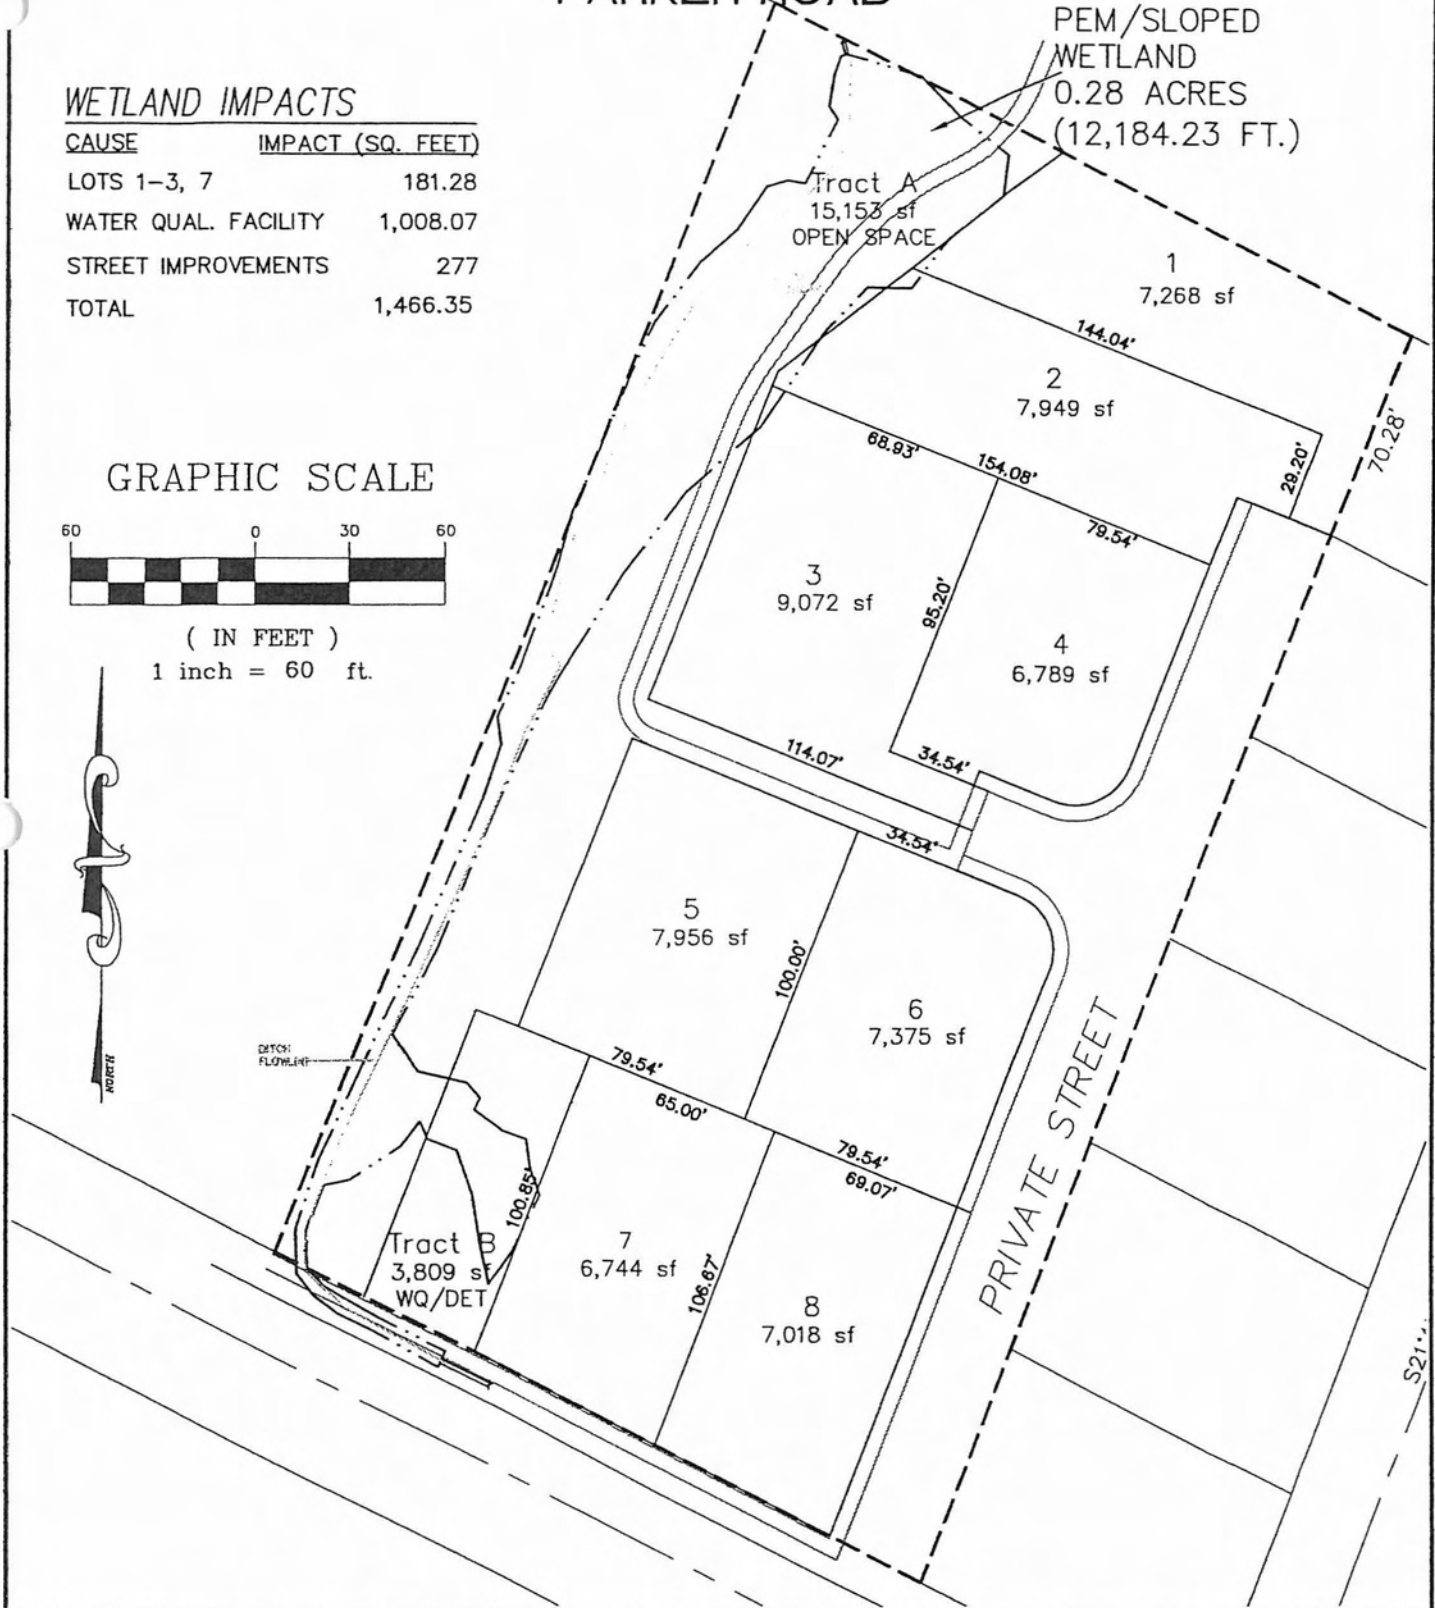 PARKER ROAD
PEM/SLOPED
WETLAND
0.28 ACRES
(12,184.23 FT.)
WETLAND IMPACTS
CAUSE IMPACT (SQ. FEET)
LOTS 1-3, 7 181.28
WATER QUAL. FACILITY 1,008.07
STREET IMPROVEMENTS 277
TOTAL 1,466.35
Tract A
15,153 sf
OPEN SPACE
1
7,268 sf
144.04'
2
7,949 sf
70.28'
29.20'
68.93'
154.08'
79.54'
GRAPHIC SCALE
60 0 30 60
( IN FEET )
1 inch = 60 ft.
3
9,072 sf
95.20'
4
6,789 sf
114.07'
34.54'
34.54'
5
7,956 sf
100.00'
6
7,375 sf
NORTH
DITCH
FLOWLINE
79.54'
65.00'
79.54'
69.07'
PRIVATE STREET
100.85'
Tract B
3,809 sf
WQ/DET
7
6,744 sf
106.67'
8
7,018 sf